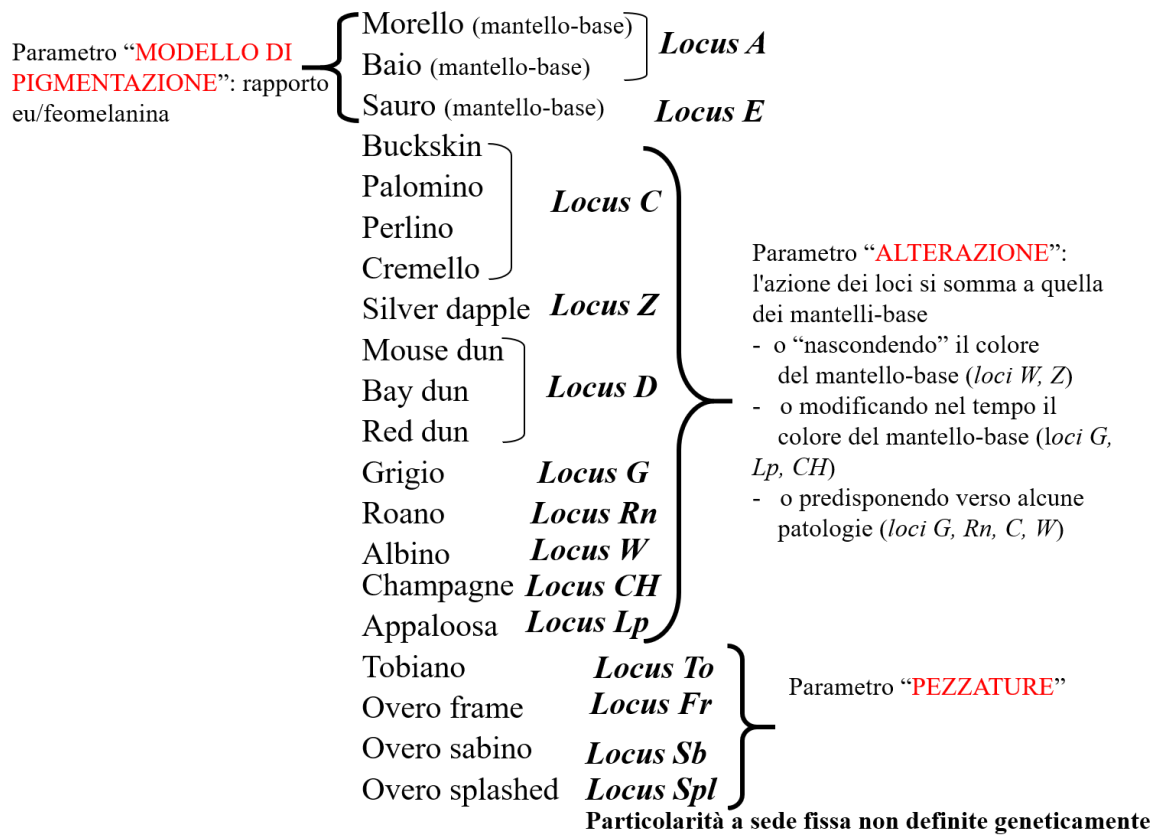 Parametro “MODELLO DI
PIGMENTAZIONE”: rapporto
eu/feomelanina
Morello (mantello-base)
Baio (mantello-base)
Locus A
Sauro (mantello-base)
Locus E
Buckskin
Palomino
Perlino
Cremello
Locus C
Silver dapple
Locus Z
Mouse dun
Bay dun
Red dun
Locus D
Grigio
Locus G
Roano
Locus Rn
Albino
Locus W
Champagne
Locus CH
Appaloosa
Locus Lp
Parametro “ALTERAZIONE”:
l'azione dei loci si somma a quella
dei mantelli-base
- o “nascondendo” il colore
del mantello-base (loci W, Z)
- o modificando nel tempo il
colore del mantello-base (loci G,
Lp, CH)
- o predisponendo verso alcune
patologie (loci G, Rn, C, W)
Tobiano
Locus To
Overo frame
Locus Fr
Overo sabino
Locus Sb
Overo splashed
Locus Spl
Parametro “PEZZATURE”
Particolarità a sede fissa non definite geneticamente